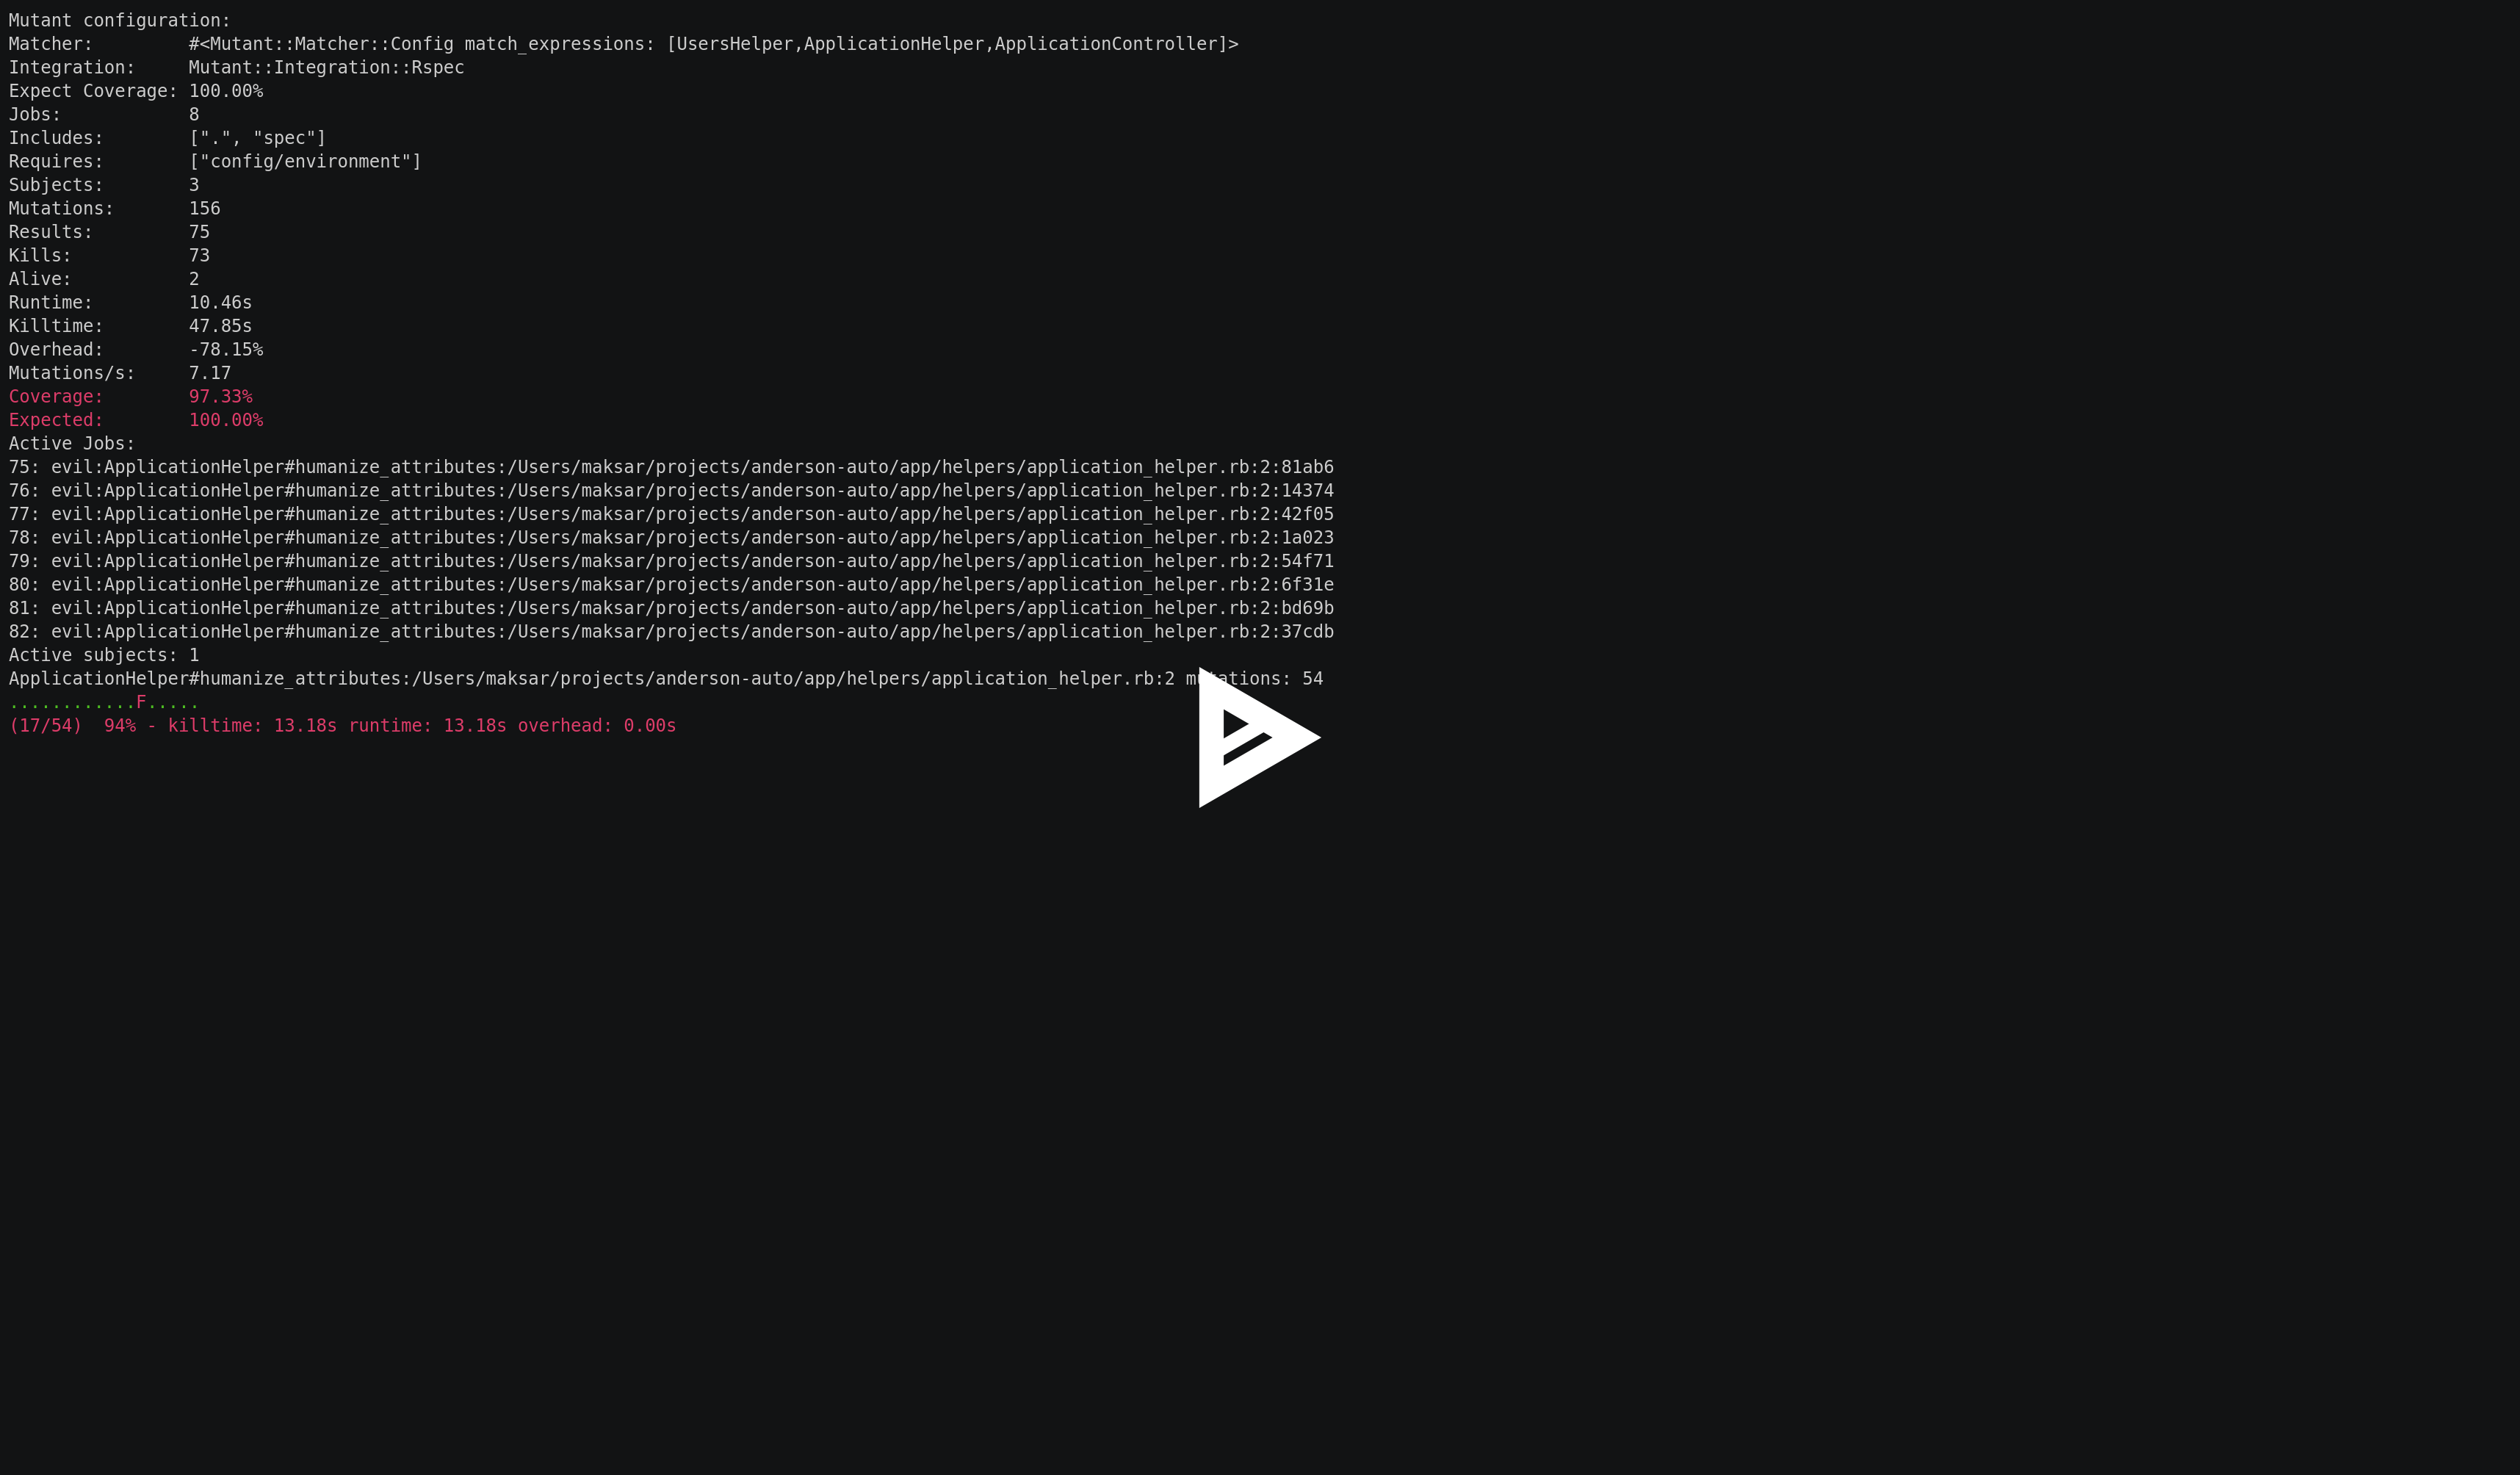 Mutant configuration:
Matcher:         #<Mutant::Matcher::Config match_expressions: [UsersHelper,ApplicationHelper,ApplicationController]>
Integration:     Mutant::Integration::Rspec
Expect Coverage: 100.00%
Jobs:            8
Includes:        [".", "spec"]
Requires:        ["config/environment"]
Subjects:        3
Mutations:       156
Results:         75
Kills:           73
Alive:           2
Runtime:         10.46s
Killtime:        47.85s
Overhead:        -78.15%
Mutations/s:     7.17
Coverage:        97.33%
Expected:        100.00%
Active Jobs:
75: evil:ApplicationHelper#humanize_attributes:/Users/maksar/projects/anderson-auto/app/helpers/application_helper.rb:2:81ab6
76: evil:ApplicationHelper#humanize_attributes:/Users/maksar/projects/anderson-auto/app/helpers/application_helper.rb:2:14374
77: evil:ApplicationHelper#humanize_attributes:/Users/maksar/projects/anderson-auto/app/helpers/application_helper.rb:2:42f05
78: evil:ApplicationHelper#humanize_attributes:/Users/maksar/projects/anderson-auto/app/helpers/application_helper.rb:2:1a023
79: evil:ApplicationHelper#humanize_attributes:/Users/maksar/projects/anderson-auto/app/helpers/application_helper.rb:2:54f71
80: evil:ApplicationHelper#humanize_attributes:/Users/maksar/projects/anderson-auto/app/helpers/application_helper.rb:2:6f31e
81: evil:ApplicationHelper#humanize_attributes:/Users/maksar/projects/anderson-auto/app/helpers/application_helper.rb:2:bd69b
82: evil:ApplicationHelper#humanize_attributes:/Users/maksar/projects/anderson-auto/app/helpers/application_helper.rb:2:37cdb
Active subjects: 1
ApplicationHelper#humanize_attributes:/Users/maksar/projects/anderson-auto/app/helpers/application_helper.rb:2 mutations: 54
............F.....
(17/54)  94% - killtime: 13.18s runtime: 13.18s overhead: 0.00s